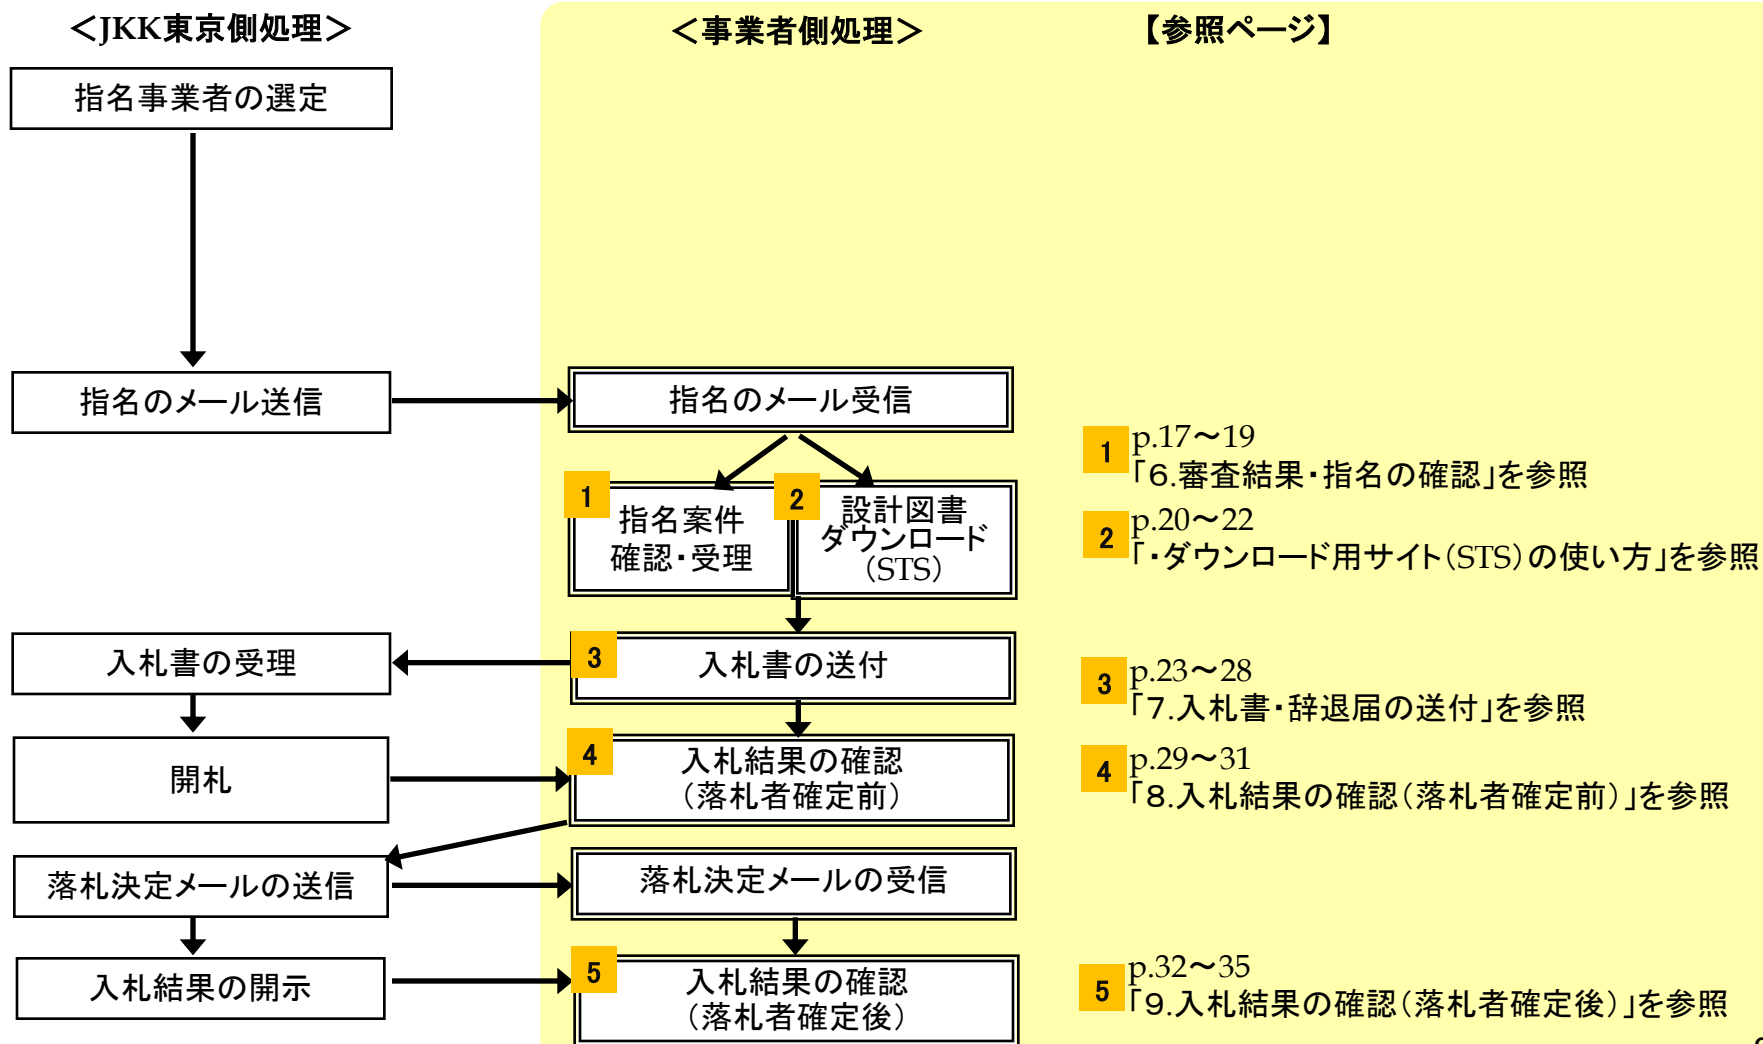 ＜JKK東京側処理＞
＜事業者側処理＞
【参照ページ】
指名事業者の選定
指名のメール送信
指名のメール受信
1
指名案件
確認・受理
2
設計図書
ダウンロード
（STS）
1
p.17～19
「6.審査結果・指名の確認」を参照
2
p.20～22
「・ダウンロード用サイト（STS）の使い方」を参照
入札書の受理
3
入札書の送付
3
p.23～28
「7.入札書・辞退届の送付」を参照
開札
4
入札結果の確認
（落札者確定前）
4
p.29～31
「8.入札結果の確認（落札者確定前）」を参照
落札決定メールの送信
落札決定メールの受信
入札結果の開示
5
入札結果の確認
（落札者確定後）
5
p.32～35
「9.入札結果の確認（落札者確定後）」を参照